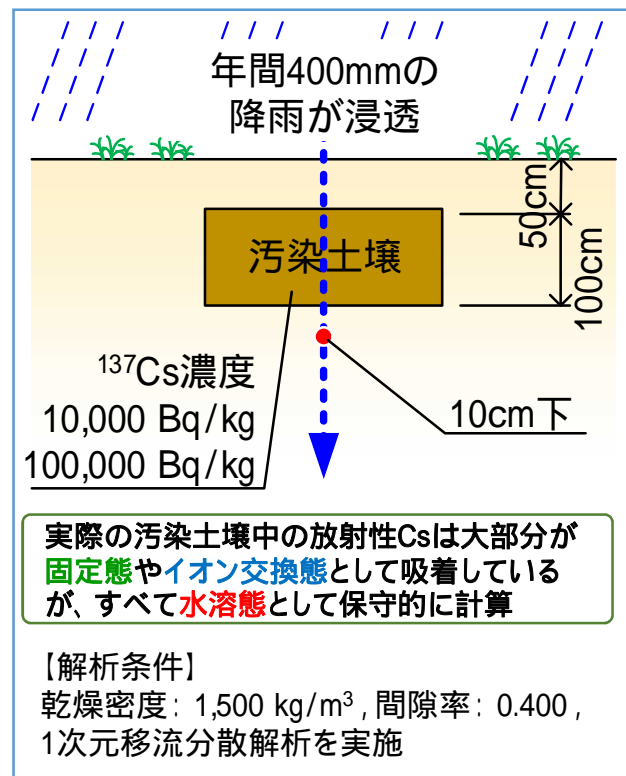 年間400mmの
降雨が浸透
50cm
汚染土壌
100cm
137Cs濃度
10,000 Bq/kg
100,000 Bq/kg
10cm下
実際の汚染土壌中の放射性Csは大部分が
固定態やイオン交換態として吸着している
が、すべて水溶態として保守的に計算
【解析条件】
乾燥密度: 1,500 kg/m³ , 間隙率: 0.400 ,
1次元移流分散解析を実施